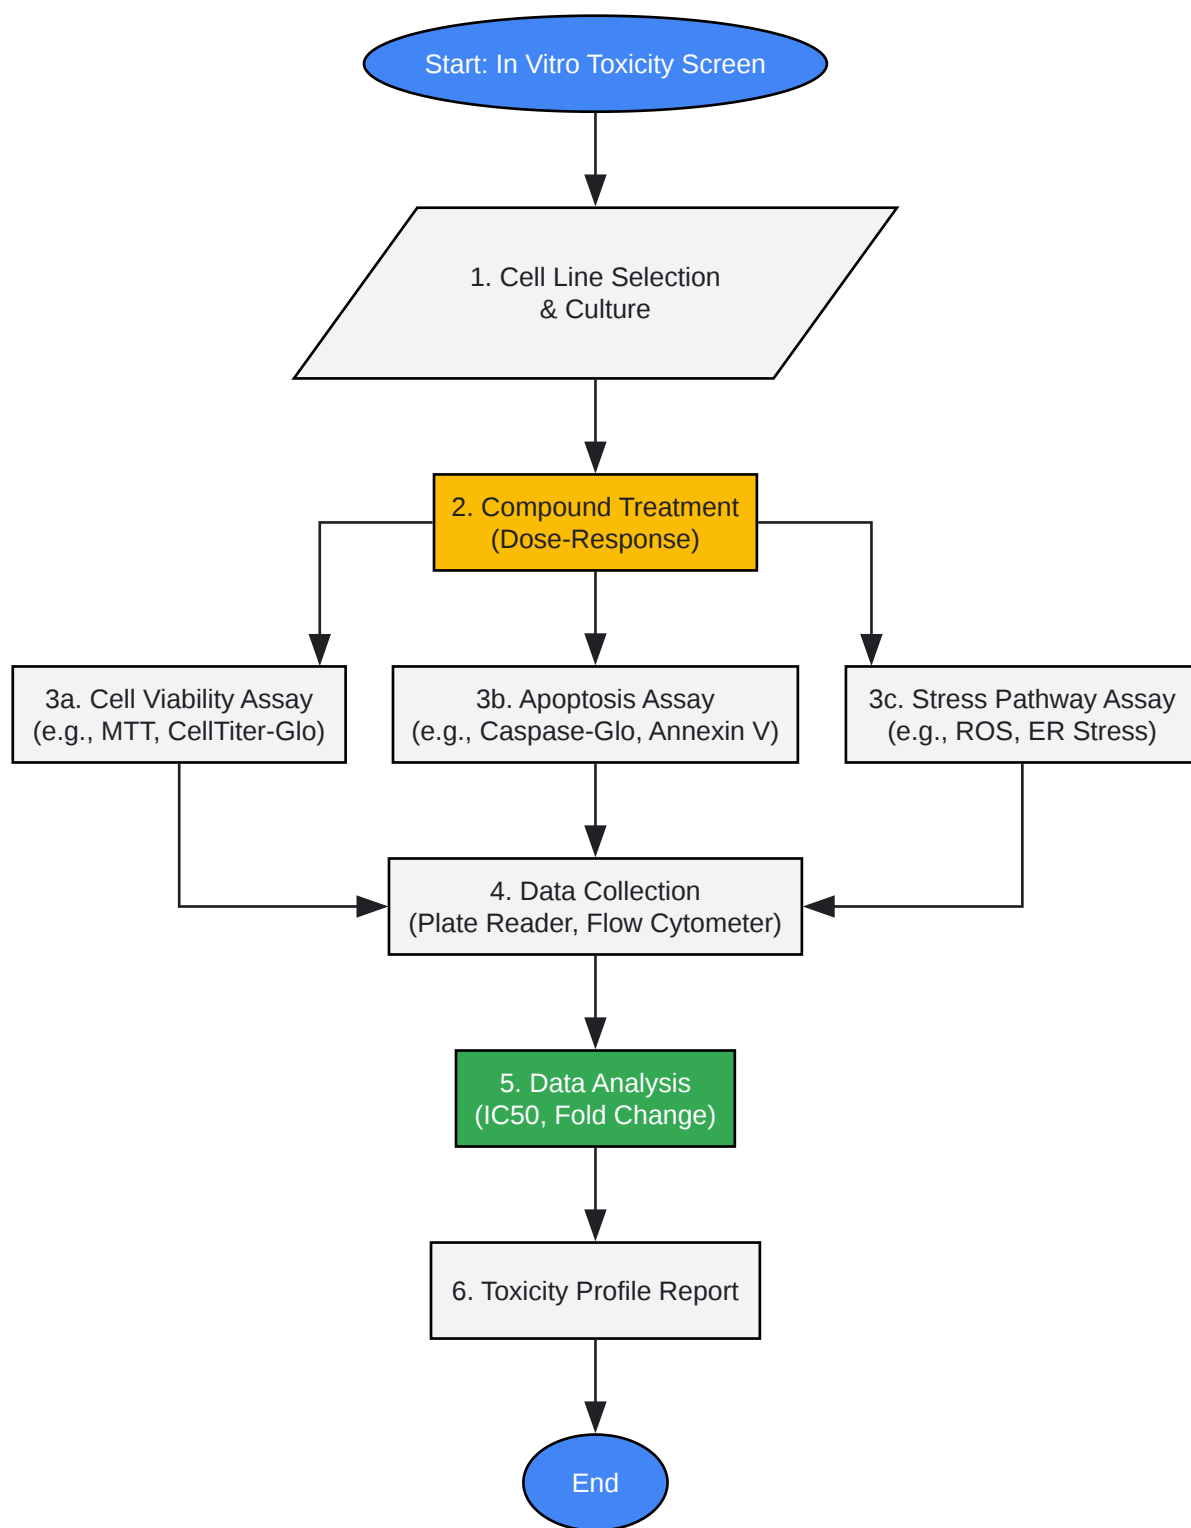 Start: In Vitro Toxicity Screen
1. Cell Line Selection
& Culture
2. Compound Treatment
(Dose-Response)
3a. Cell Viability Assay
(e.g., MTT, CellTiter-Glo)
3b. Apoptosis Assay
(e.g., Caspase-Glo, Annexin V)
3c. Stress Pathway Assay
(e.g., ROS, ER Stress)
4. Data Collection
(Plate Reader, Flow Cytometer)
5. Data Analysis
(IC50, Fold Change)
6. Toxicity Profile Report
End